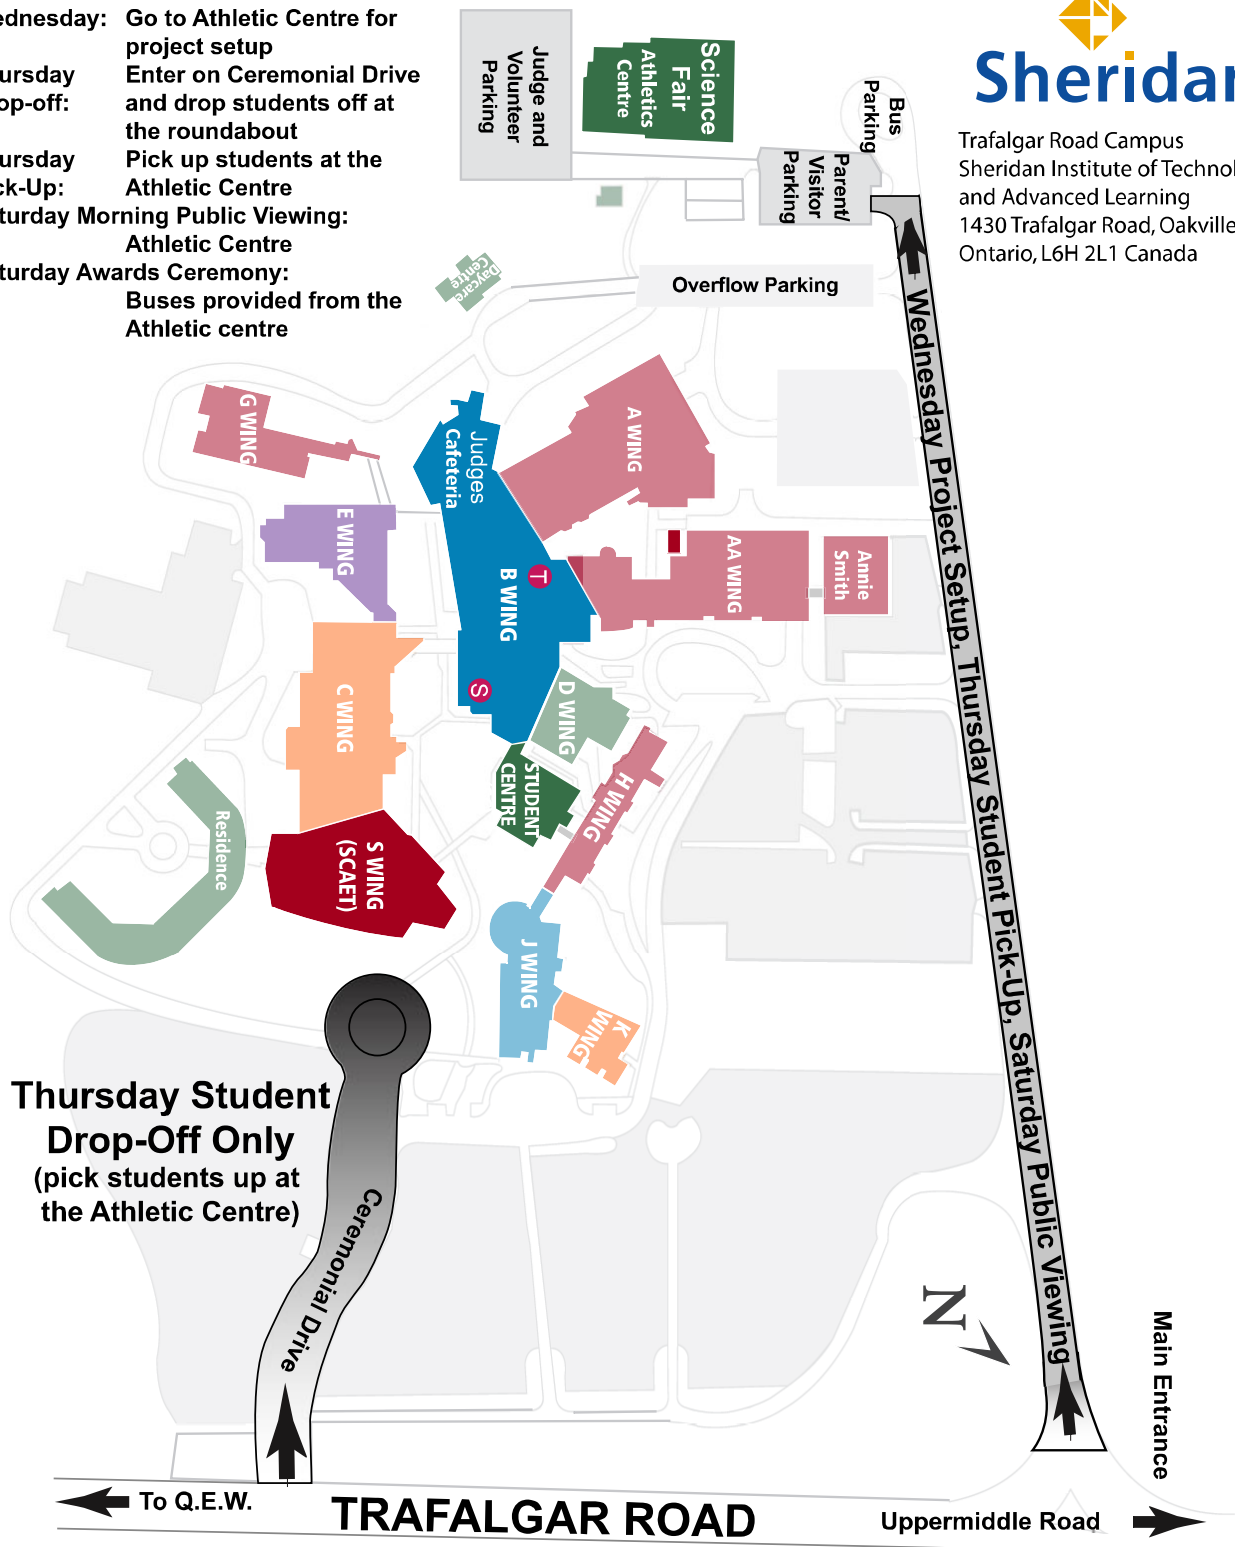 ednesday: Go to Athletic Centre for
project setup
ursday Enter on Ceremonial Drive
op-off: and drop students off at
the roundabout
ursday Pick up students at the
ck-Up: Athletic Centre
turday Morning Public Viewing:
Athletic Centre
turday Awards Ceremony:
Buses provided from the
Athletic centre
Judge and
Volunteer
Parking
Science
Fair
Athletics
Centre
Bus
Parking
Parent/
Visitor
Parking
Sheridan
Trafalgar Road Campus
Sheridan Institute of Technol
and Advanced Learning
1430 Trafalgar Road, Oakville
Ontario, L6H 2L1 Canada
Daycare
Centre
Overflow Parking
Wednesday Project Setup, Thursday Student Pick-Up, Saturday Public Viewing
G WING
Judges
Cafeteria
A WING
E WING
B WING
T
S
AA WING
Annie
Smith
C WING
D WING
STUDENT
CENTRE
H WING
Residence
S WING
(SCAET)
J WING
K
WING
Thursday Student
Drop-Off Only
(pick students up at
the Athletic Centre)
Ceremonial Drive
N
Main Entrance
To Q.E.W.
TRAFALGAR ROAD
Uppermiddle Road